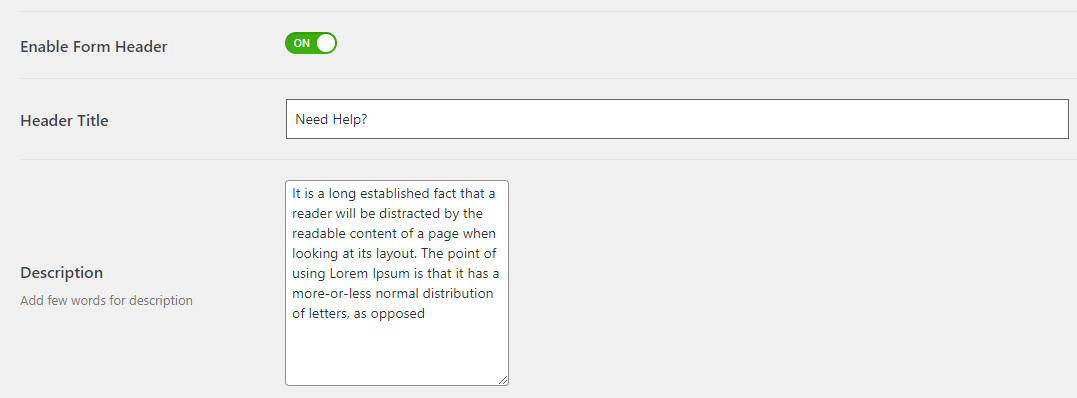 Enable Form Header
ON
Header Title
Need Help?
Description
Add few words for description
It is a long established fact that a
reader will be distracted by the
readable content of a page when
looking at its layout. The point of
using Lorem Ipsum is that it has a
more-or-less normal distribution
of letters, as opposed